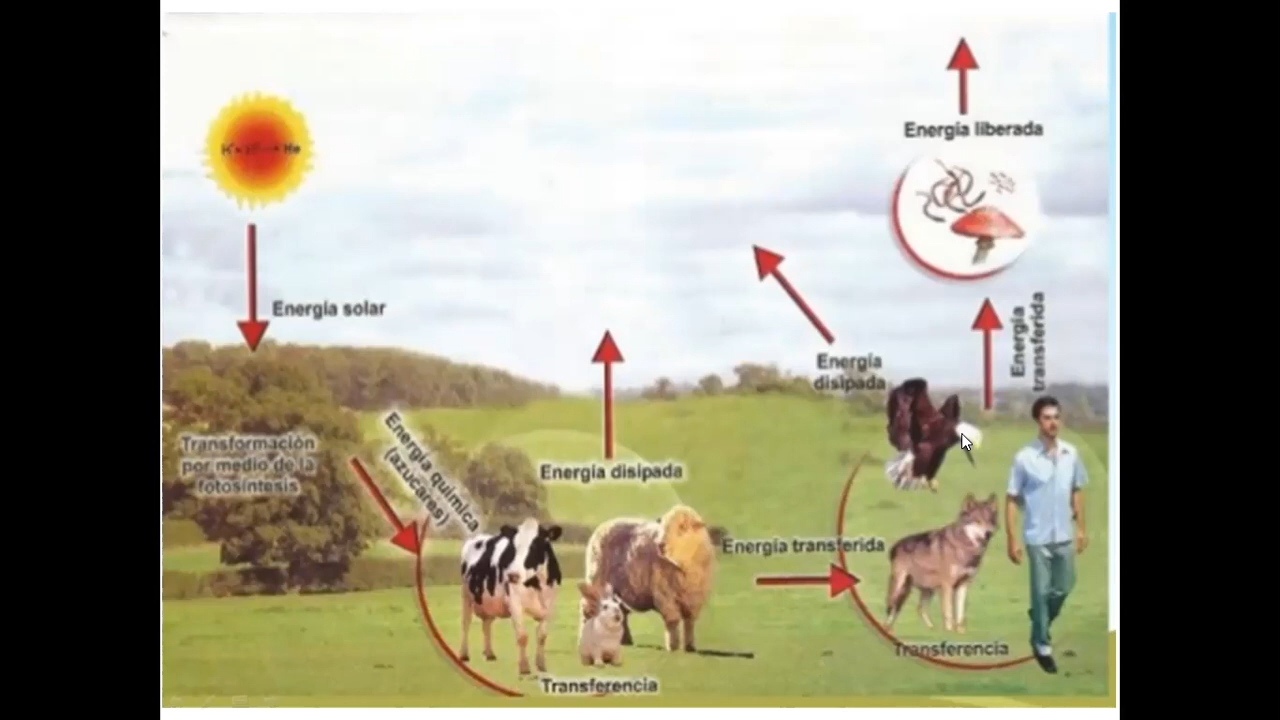 Energía liberada
Energía solar
Energía
transferida
Energía
disipada
Transformación
por medio de la
fotosíntesis
Energía química
(azúcares)
Energía disipada
Energía transferida
Transferencia
Transferencia